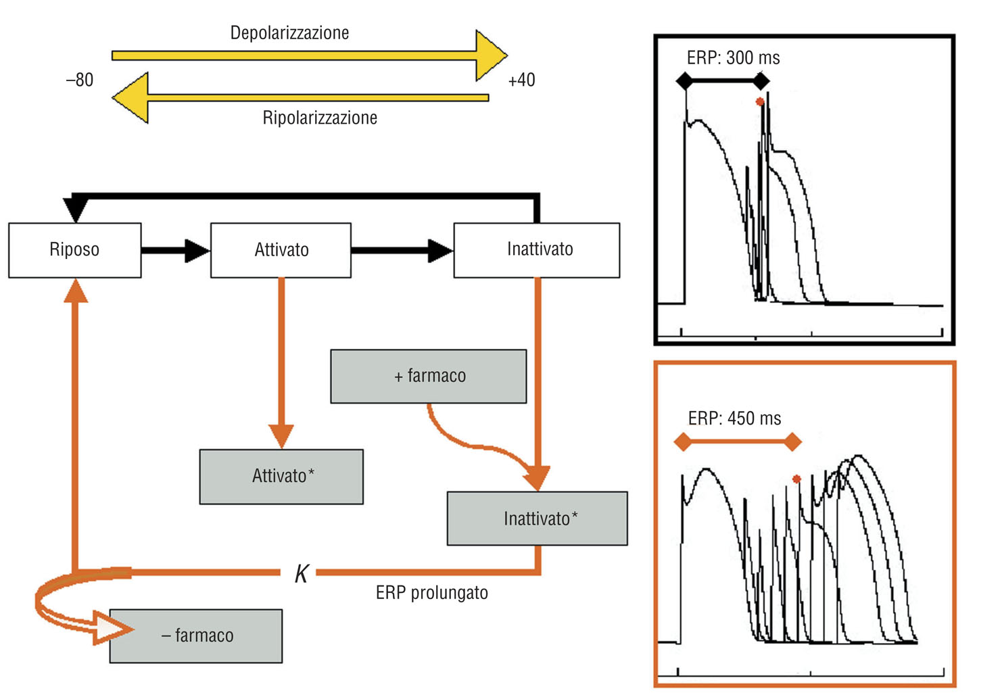 Depolarizzazione
–80
+40
Ripolarizzazione
Riposo
Attivato
Inattivato
+ farmaco
Attivato*
Inattivato*
K
ERP prolungato
– farmaco
ERP: 300 ms
ERP: 450 ms